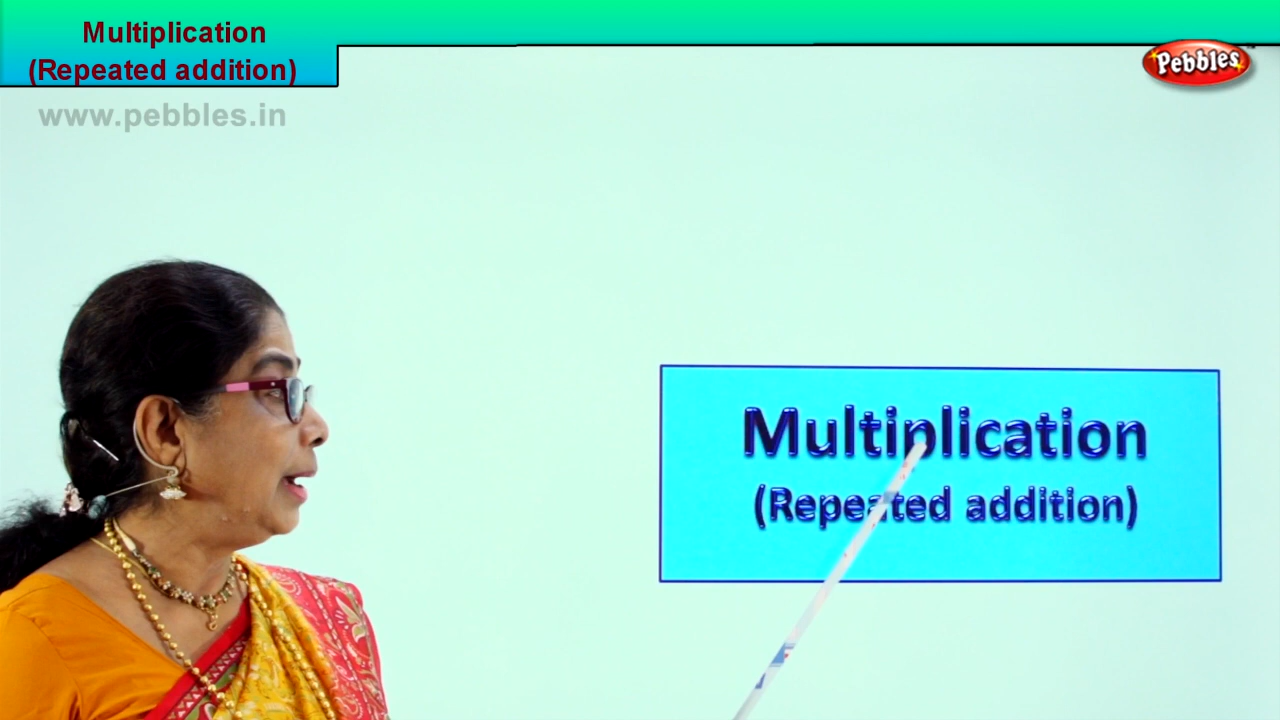 Multiplication
(Repeated addition)
Pebbles
www.pebbles.in
Multiplication
(Repeated addition)